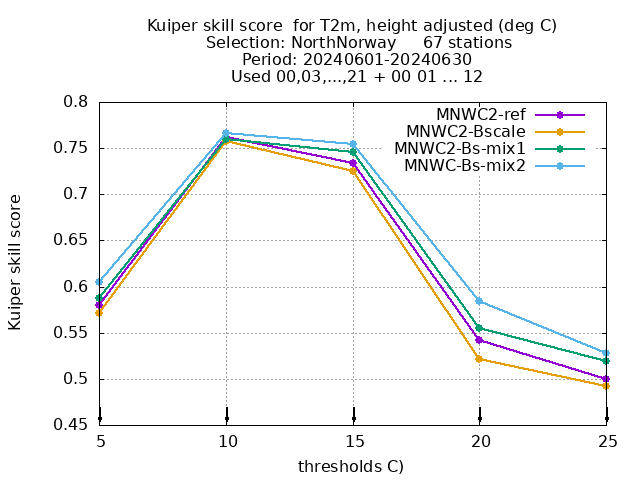 Kuiper skill score  for T2m, height adjusted (deg C)
Selection: NorthNorway     67 stations
Period: 20240601-20240630
Used 00,03,...,21 + 00 01 ... 12
MNWC2-ref
MNWC2-Bscale
MNWC2-Bs-mix1
MNWC-Bs-mix2
0.8
0.75
0.7
0.65
0.6
0.55
0.5
0.45
Kuiper skill score
5 10 15 20 25
thresholds C)